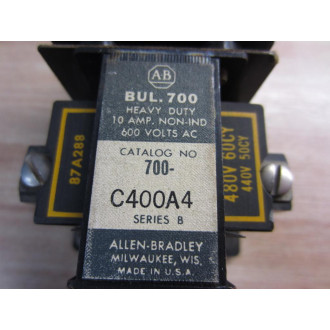 AB
BUL. 700
HEAVY DUTY
10 AMP. NON-IND
600 VOLTS AC
CATALOG NO
700-
C400A4
SERIES B
ALLEN-BRADLEY
MILWAUKEE, WIS.
MADE IN U.S.A.
87A288
480V 60CY
440V 50CY